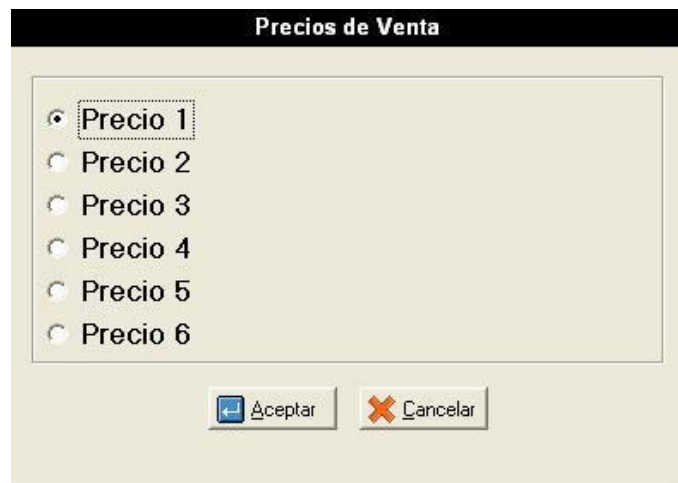 Precios de Venta
Precio 1
Precio 2
Precio 3
Precio 4
Precio 5
Precio 6
Aceptar Cancelar